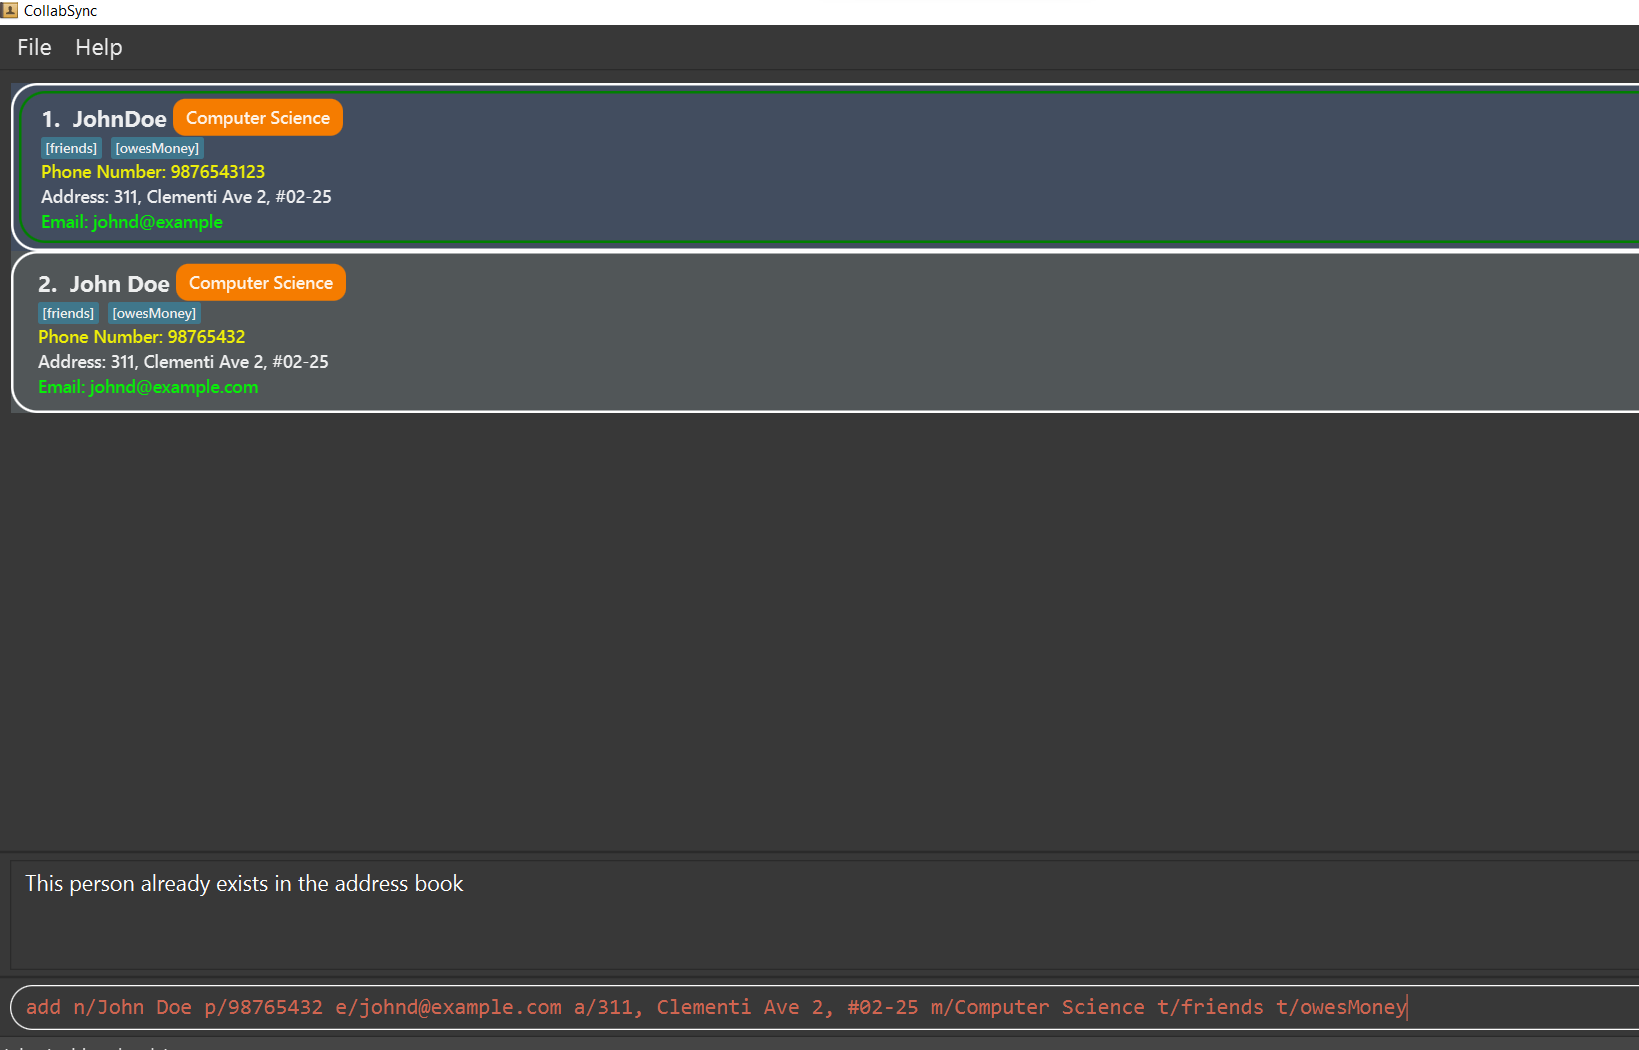 CollabSync
File Help
1. JohnDoe Computer Science
[friends] [owesMoney]
Phone Number: 9876543123
Address: 311, Clementi Ave 2, #02-25
Email: johnd@example
2. John Doe Computer Science
[friends] [owesMoney]
Phone Number: 98765432
Address: 311, Clementi Ave 2, #02-25
Email: johnd@example.com
This person already exists in the address book
add n/John Doe p/98765432 e/johnd@example.com a/311, Clementi Ave 2, #02-25 m/Computer Science t/friends t/owesMoney